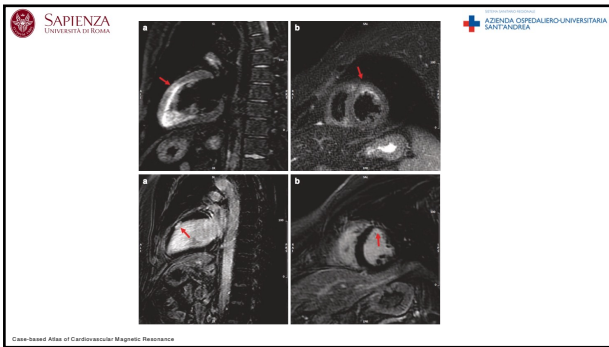 SAPIENZA
UNIVERSITÀ DI ROMA
AZIENDA OSPEDALIERO-UNIVERSITARIA
SANT'ANDREA
a
b
a
b
Case-based Atlas of Cardiovascular Magnetic Resonance